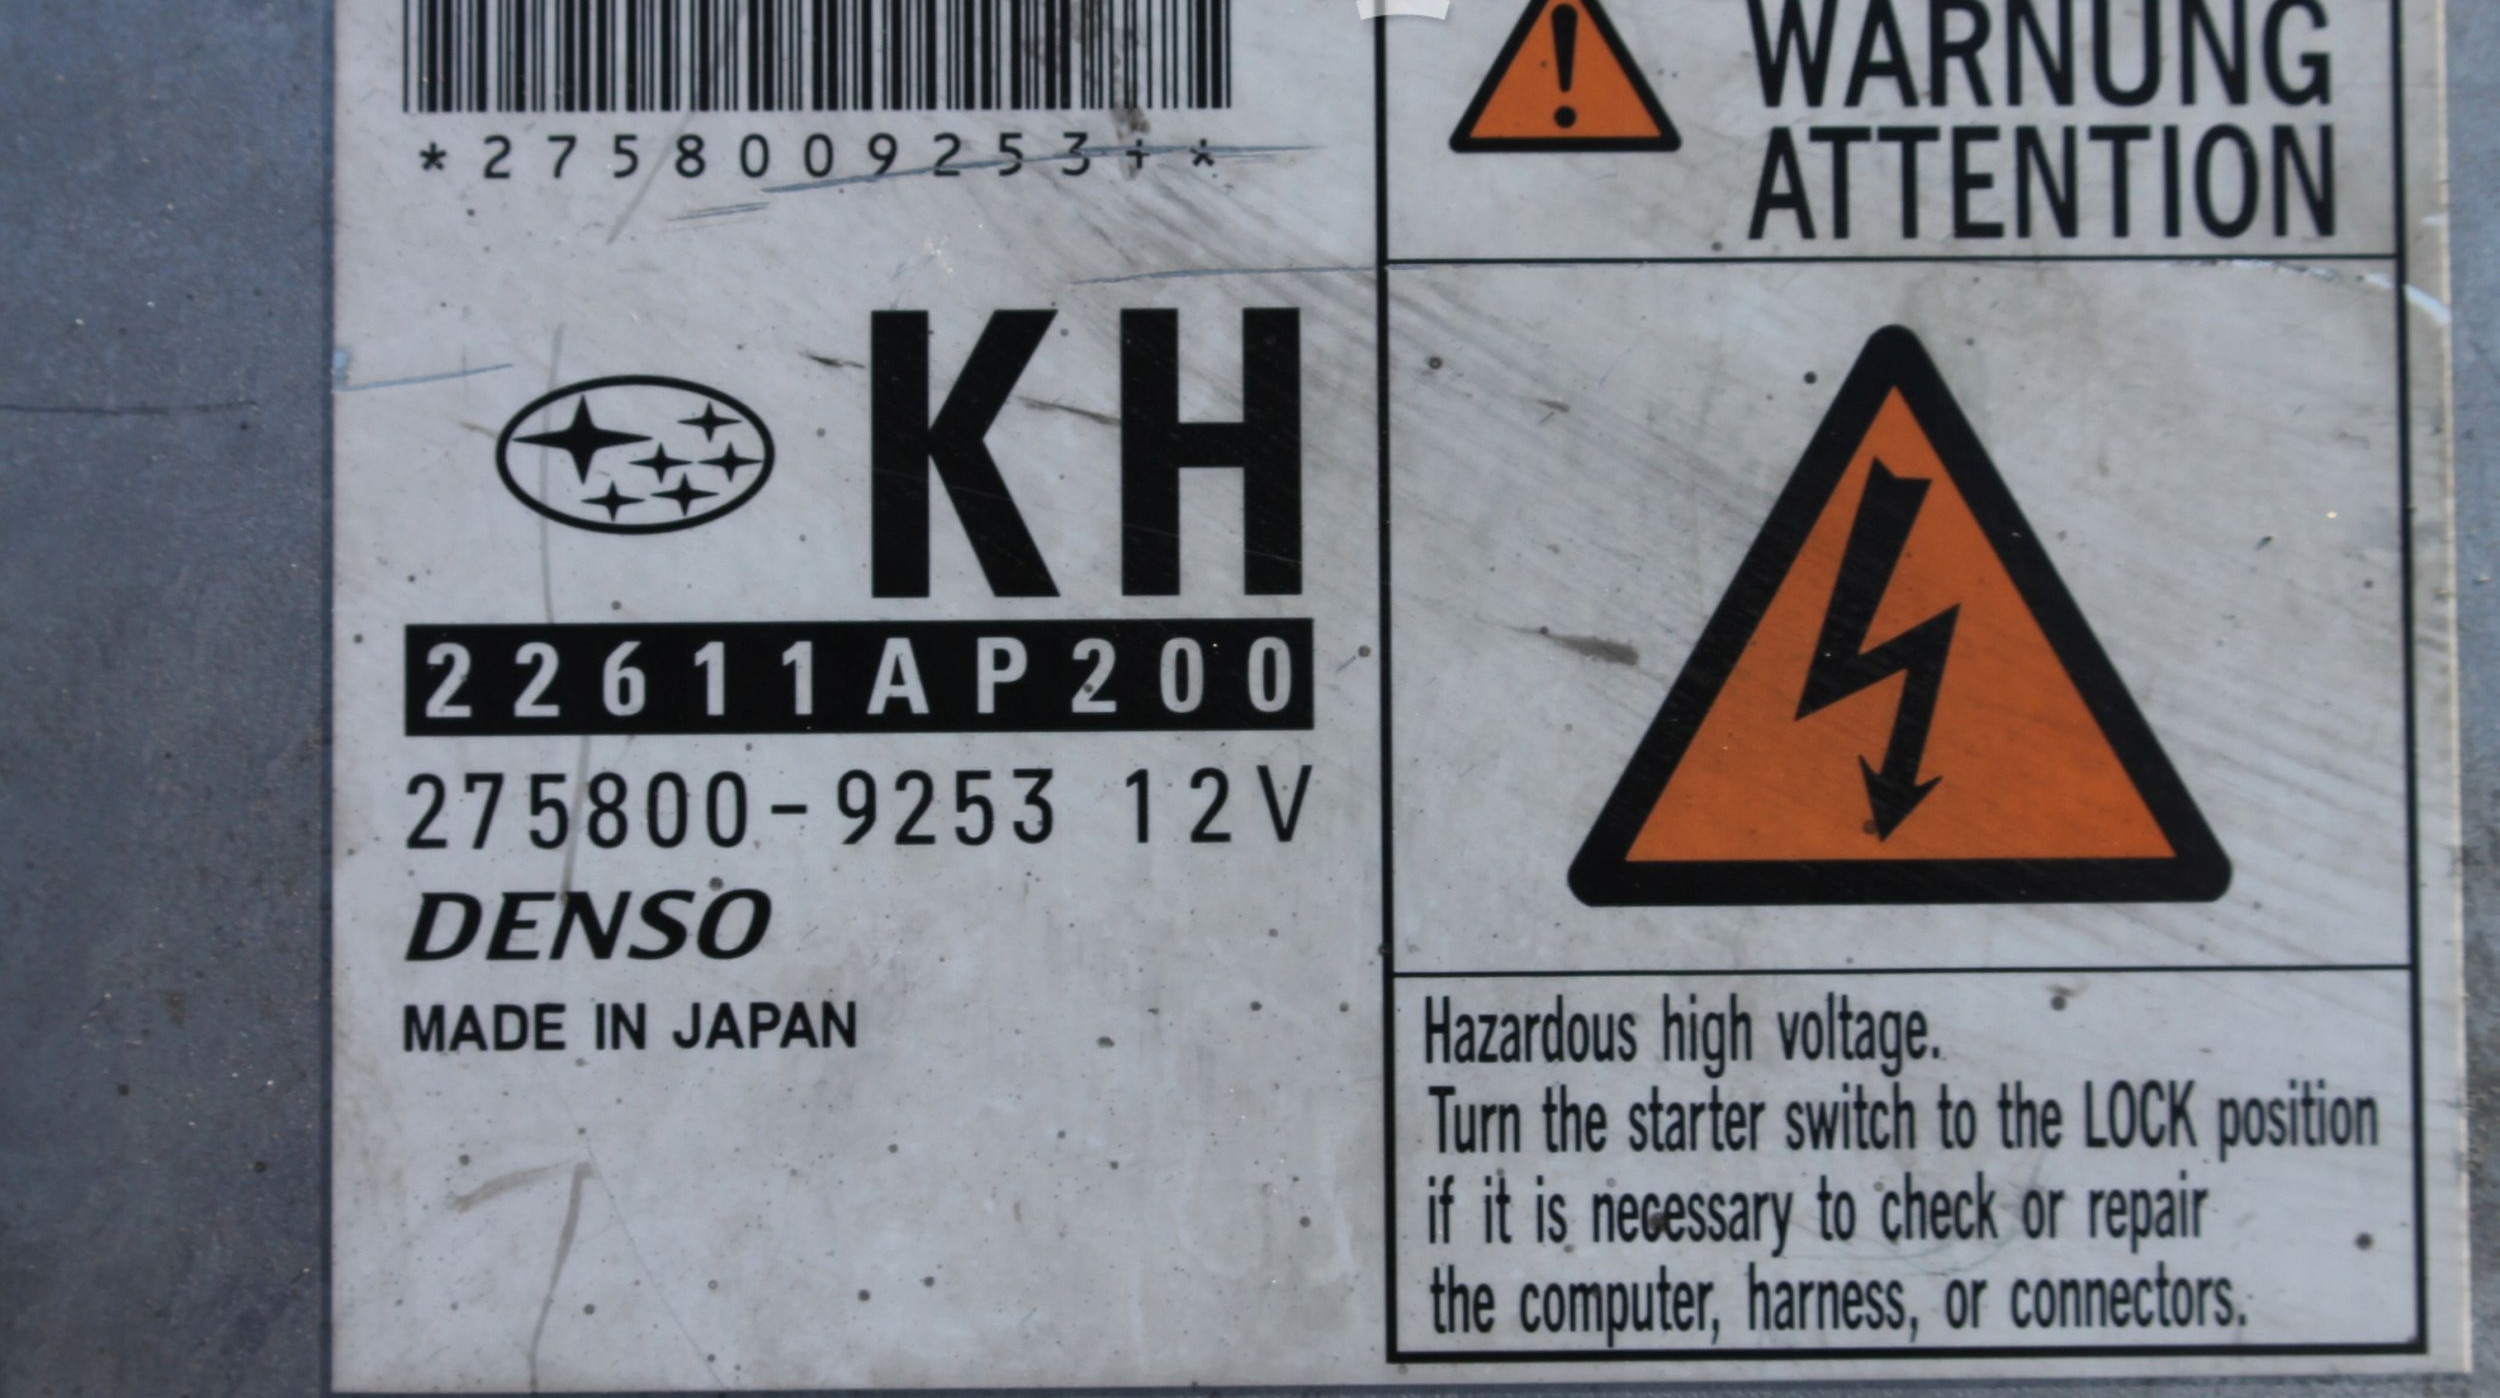 *2758009253+*
KH
22611AP200
275800-9253 12V
DENSO
MADE IN JAPAN
WARNUNG
ATTENTION
Hazardous high voltage.
Turn the starter switch to the LOCK position
if it is necessary to check or repair
the computer, harness, or connectors.